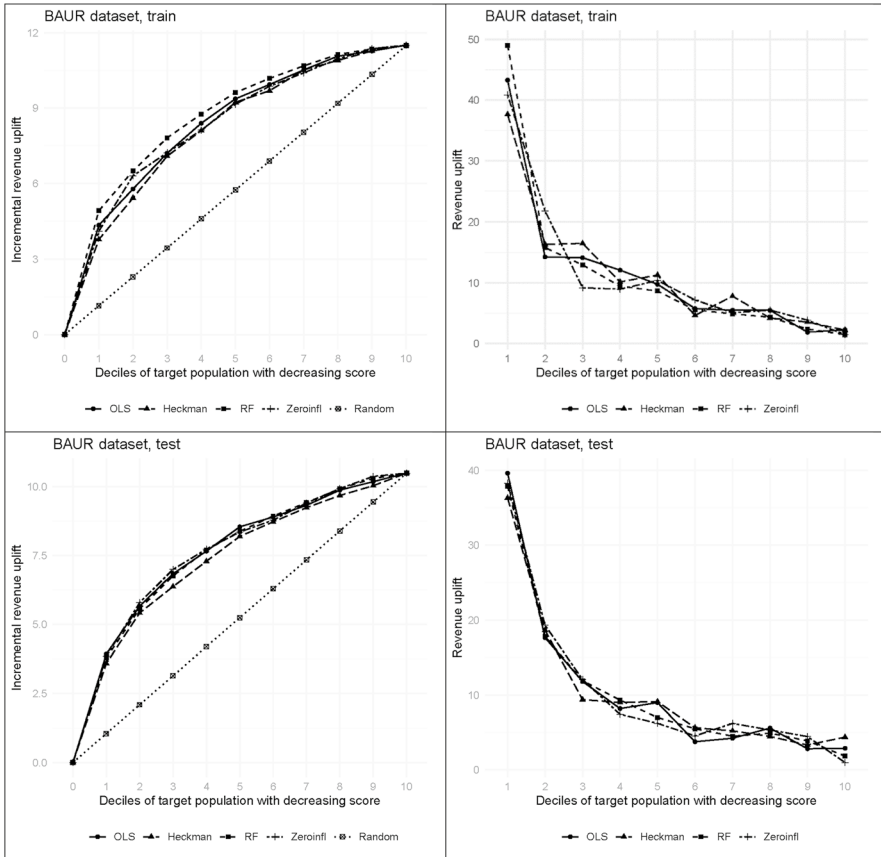 BAUR dataset, train
12
9
6
3
0
Incremental revenue uplift
0 1 2 3 4 5 6 7 8 9 10
Deciles of target population with decreasing score
OLS Heckman RF Zeroinfl Random
BAUR dataset, train
50
40
30
20
10
0
Revenue uplift
1 2 3 4 5 6 7 8 9 10
Deciles of target population with decreasing score
OLS Heckman RF Zeroinfl
BAUR dataset, test
10.0
7.5
5.0
2.5
0.0
Incremental revenue uplift
0 1 2 3 4 5 6 7 8 9 10
Deciles of target population with decreasing score
OLS Heckman RF Zeroinfl Random
BAUR dataset, test
40
30
20
10
0
Revenue uplift
1 2 3 4 5 6 7 8 9 10
Deciles of target population with decreasing score
OLS Heckman RF Zeroinfl